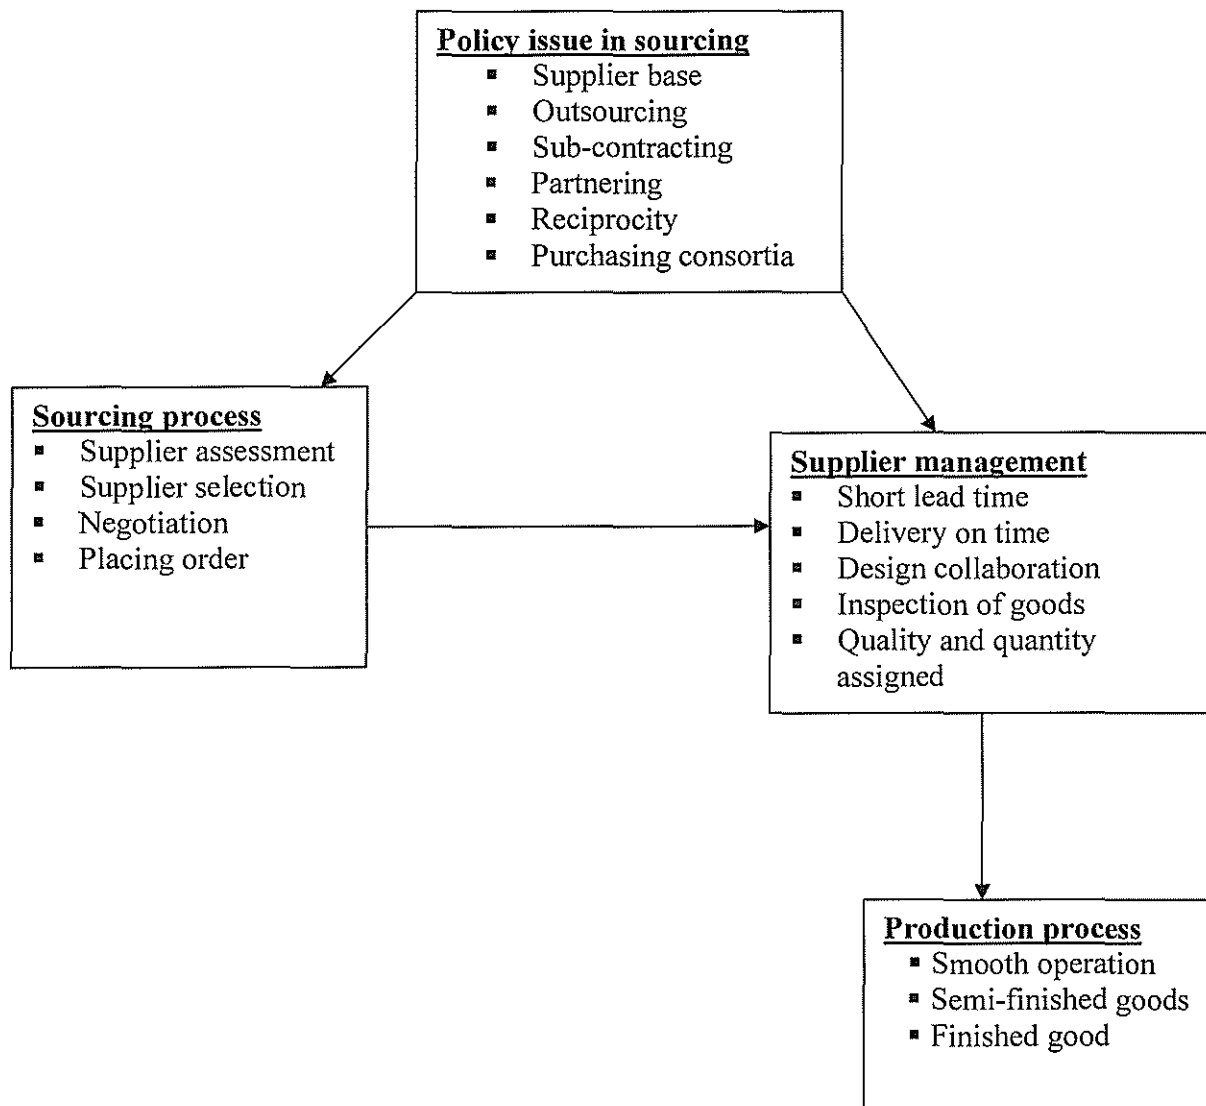 Policy issue in sourcing
▪ Supplier base
▪ Outsourcing
▪ Sub-contracting
▪ Partnering
▪ Reciprocity
▪ Purchasing consortia
Sourcing process
▪ Supplier assessment
▪ Supplier selection
▪ Negotiation
▪ Placing order
Supplier management
▪ Short lead time
▪ Delivery on time
▪ Design collaboration
▪ Inspection of goods
▪ Quality and quantity
assigned
Production process
▪ Smooth operation
▪ Semi-finished goods
▪ Finished good